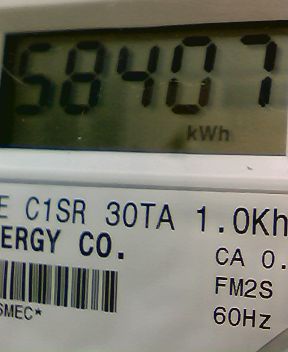 58407
kWh
E C1SR 30TA 1.0Kh
ERGY CO.
CA 0.
FM2S
SMEC*
60Hz